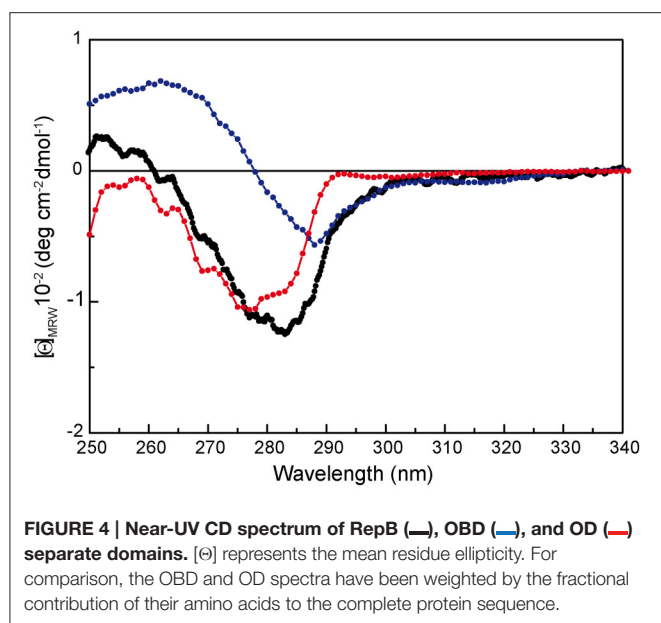 1
0
-1
-2
[Θ]MRW10-2 (deg cm-2dmol-1)
250 260 270 280 290 300 310 320 330 340
Wavelength (nm)
FIGURE 4 | Near-UV CD spectrum of RepB (—), OBD (—), and OD (—)
separate domains. [Θ] represents the mean residue ellipticity. For
comparison, the OBD and OD spectra have been weighted by the fractional
contribution of their amino acids to the complete protein sequence.